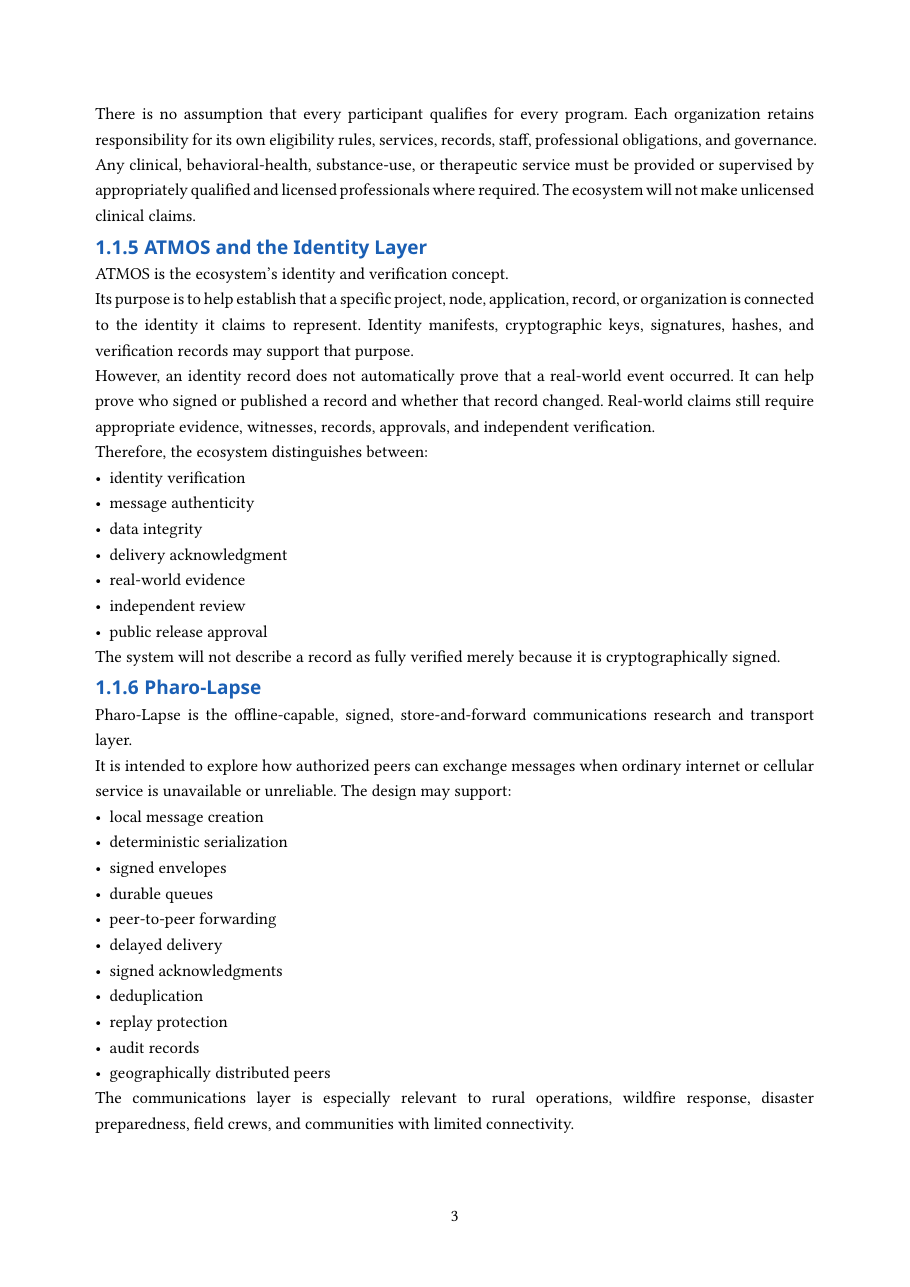 There is no assumption that every participant qualifies for every program. Each organization retains
responsibility for its own eligibility rules, services, records, staff, professional obligations, and governance.
Any clinical, behavioral-health, substance-use, or therapeutic service must be provided or supervised by
appropriately qualified and licensed professionals where required. The ecosystem will not make unlicensed
clinical claims.
1.1.5 ATMOS and the Identity Layer
ATMOS is the ecosystem’s identity and verification concept.
Its purpose is to help establish that a specific project, node, application, record, or organization is connected
to the identity it claims to represent. Identity manifests, cryptographic keys, signatures, hashes, and
verification records may support that purpose.
However, an identity record does not automatically prove that a real-world event occurred. It can help
prove who signed or published a record and whether that record changed. Real-world claims still require
appropriate evidence, witnesses, records, approvals, and independent verification.
Therefore, the ecosystem distinguishes between:
• identity verification
• message authenticity
• data integrity
• delivery acknowledgment
• real-world evidence
• independent review
• public release approval
The system will not describe a record as fully verified merely because it is cryptographically signed.
1.1.6 Pharo-Lapse
Pharo-Lapse is the offline-capable, signed, store-and-forward communications research and transport
layer.
It is intended to explore how authorized peers can exchange messages when ordinary internet or cellular
service is unavailable or unreliable. The design may support:
• local message creation
• deterministic serialization
• signed envelopes
• durable queues
• peer-to-peer forwarding
• delayed delivery
• signed acknowledgments
• deduplication
• replay protection
• audit records
• geographically distributed peers
The communications layer is especially relevant to rural operations, wildfire response, disaster
preparedness, field crews, and communities with limited connectivity.
3